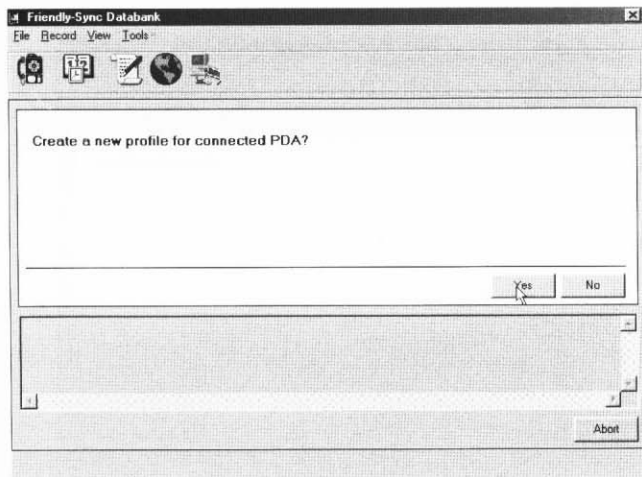 Friendly-Sync Databank
File Record View Tools
Create a new profile for connected PDA?
Yes No
Abort